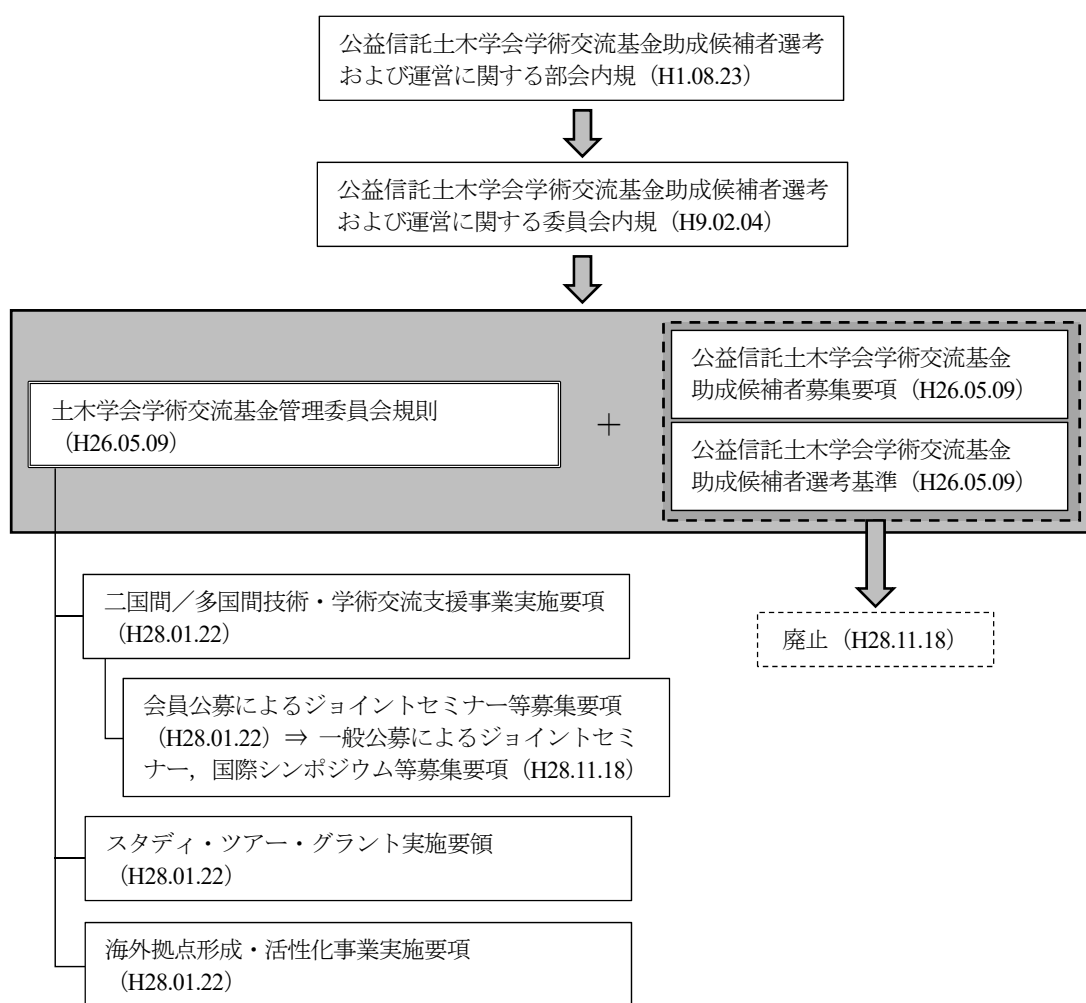 公益信託土木学会学術交流基金助成候補者選考
および運営に関する部会内規（H1.08.23）
公益信託土木学会学術交流基金助成候補者選考
および運営に関する委員会内規（H9.02.04）
土木学会学術交流基金管理委員会規則
（H26.05.09）
＋
公益信託土木学会学術交流基金
助成候補者募集要項（H26.05.09）
公益信託土木学会学術交流基金
助成候補者選考基準（H26.05.09）
二国間／多国間技術・学術交流支援事業実施要項
（H28.01.22）
廃止（H28.11.18）
会員公募によるジョイントセミナー等募集要項
（H28.01.22）⇒ 一般公募によるジョイントセミ
ナー，国際シンポジウム等募集要項（H28.11.18）
スタディ・ツアー・グラント実施要領
（H28.01.22）
海外拠点形成・活性化事業実施要項
（H28.01.22）